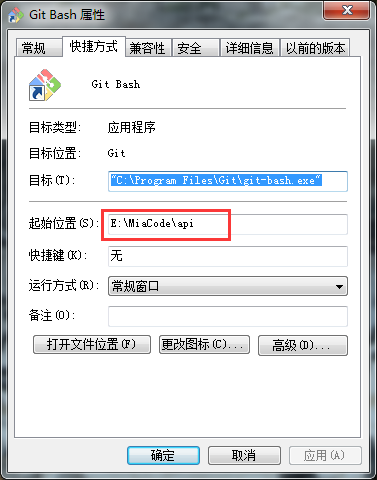 Git Bash 属性
常规 快捷方式 兼容性 安全 详细信息 以前的版本
Git Bash
目标类型: 应用程序
目标位置: Git
目标(T): "C:\Program Files\Git\git-bash.exe"
起始位置(S): E:\MiaCode\api
快捷键(K): 无
运行方式(R): 常规窗口
备注(O):
打开文件位置(F) 更改图标(C)... 高级(D)...
确定 取消 应用(A)